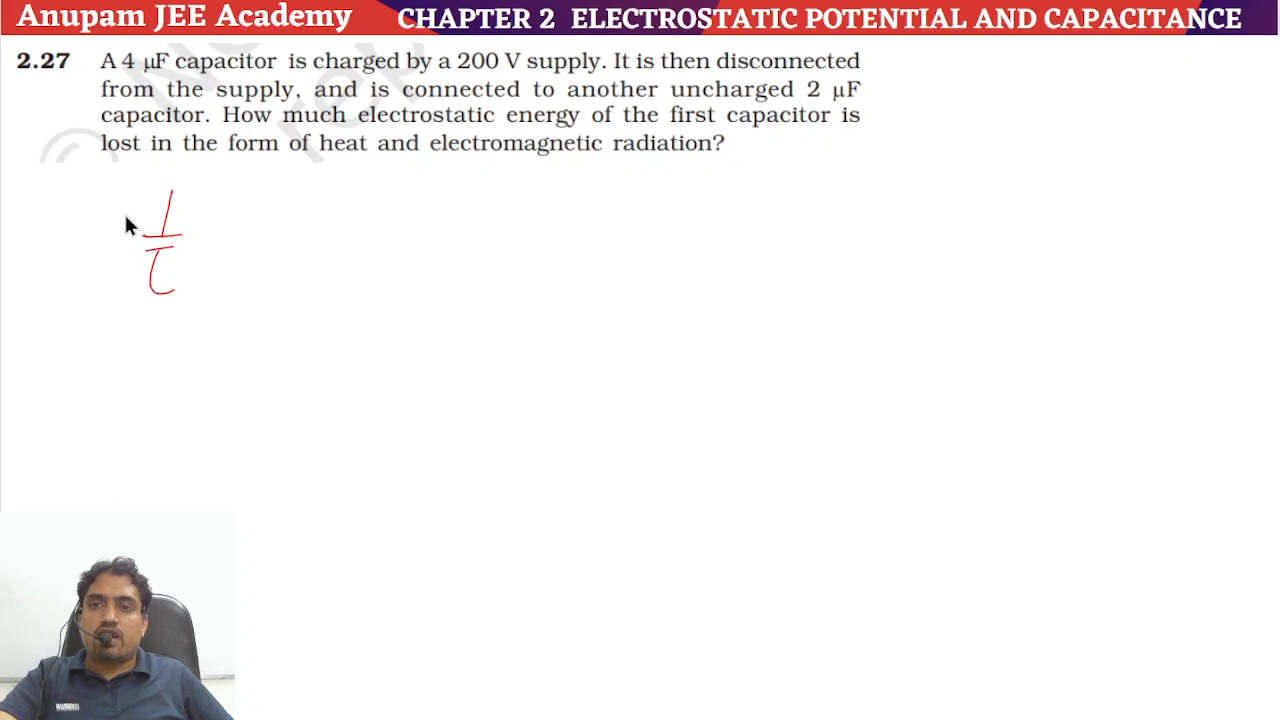 Anupam JEE Academy CHAPTER 2 ELECTROSTATIC POTENTIAL AND CAPACITANCE
2.27 A 4 μF capacitor is charged by a 200 V supply. It is then disconnected
from the supply, and is connected to another uncharged 2 μF
capacitor. How much electrostatic energy of the first capacitor is
lost in the form of heat and electromagnetic radiation?